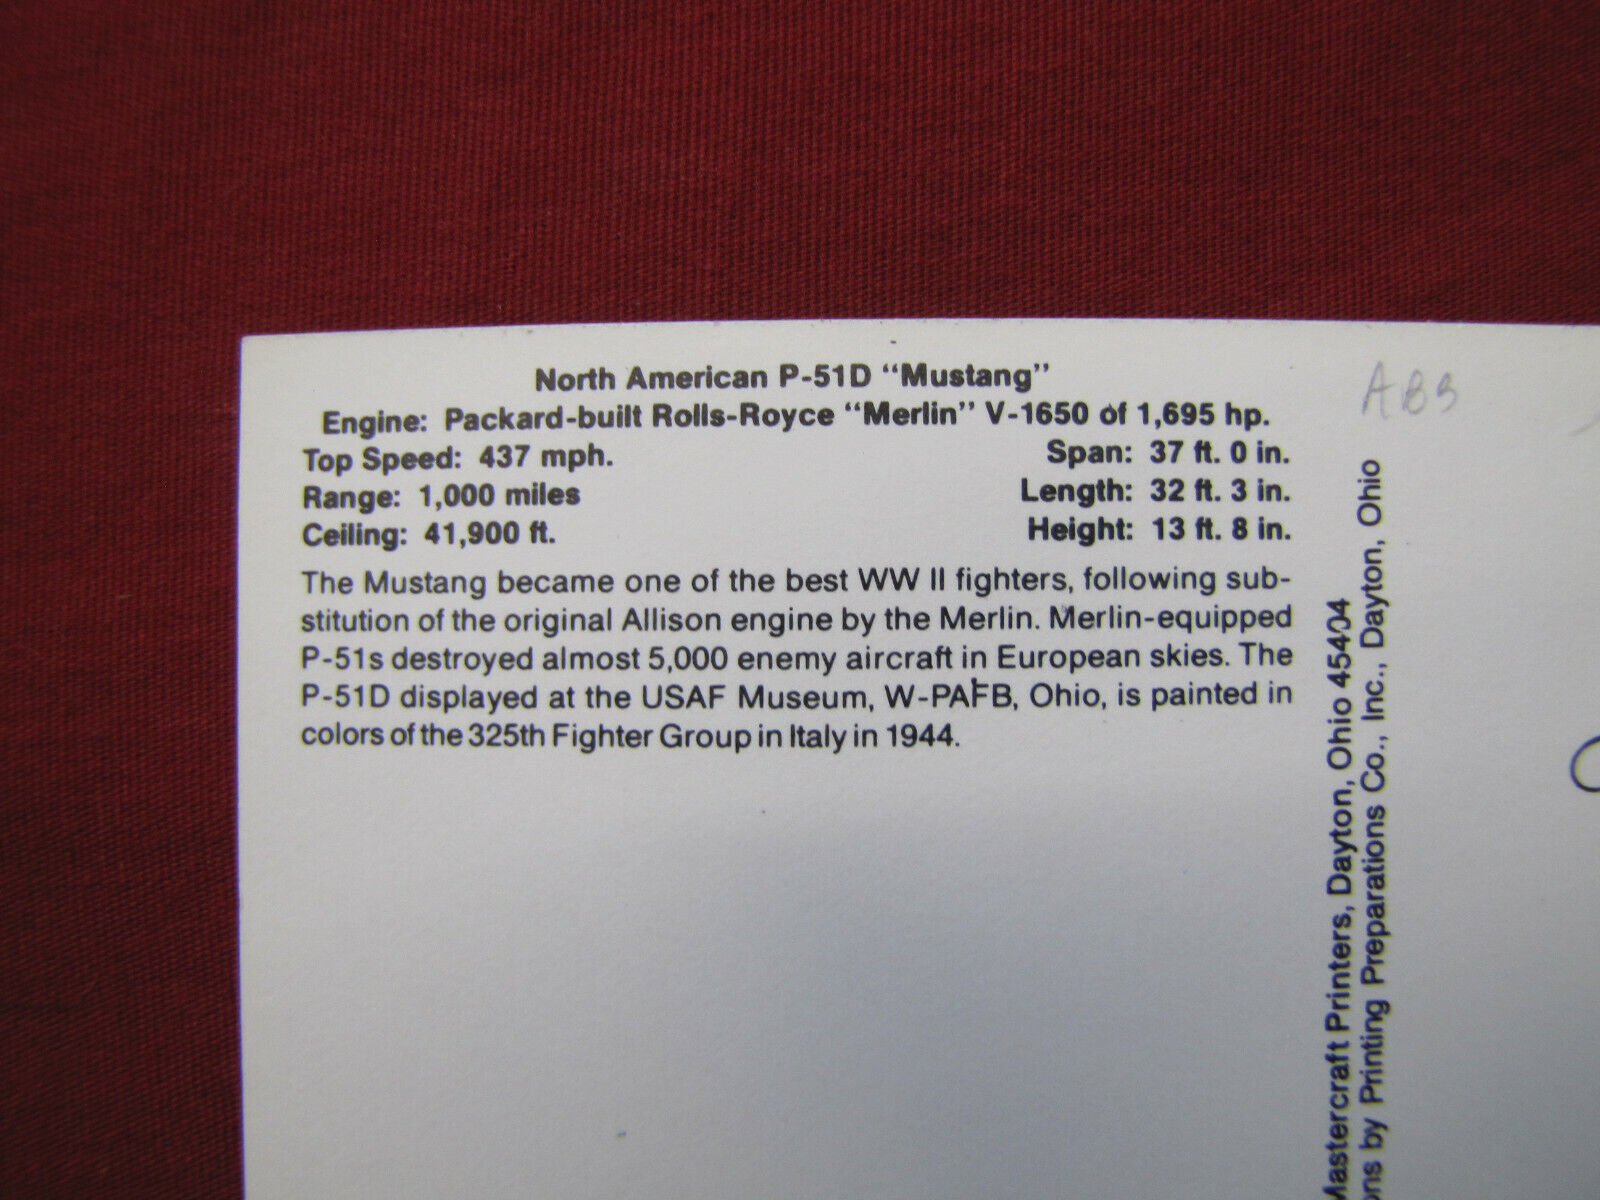 North American P-51D "Mustang"
Engine: Packard-built Rolls-Royce "Merlin" V-1650 of 1,695 hp.
Top Speed: 437 mph. Span: 37 ft. 0 in.
Range: 1,000 miles Length: 32 ft. 3 in.
Ceiling: 41,900 ft. Height: 13 ft. 8 in.
The Mustang became one of the best WW II fighters, following sub-
stitution of the original Allison engine by the Merlin. Merlin-equipped
P-51s destroyed almost 5,000 enemy aircraft in European skies. The
P-51D displayed at the USAF Museum, W-PAFB, Ohio, is painted in
colors of the 325th Fighter Group in Italy in 1944.
Mastercraft Printers, Dayton, Ohio 45404
by Printing Preparations Co., Inc., Dayton, Ohio